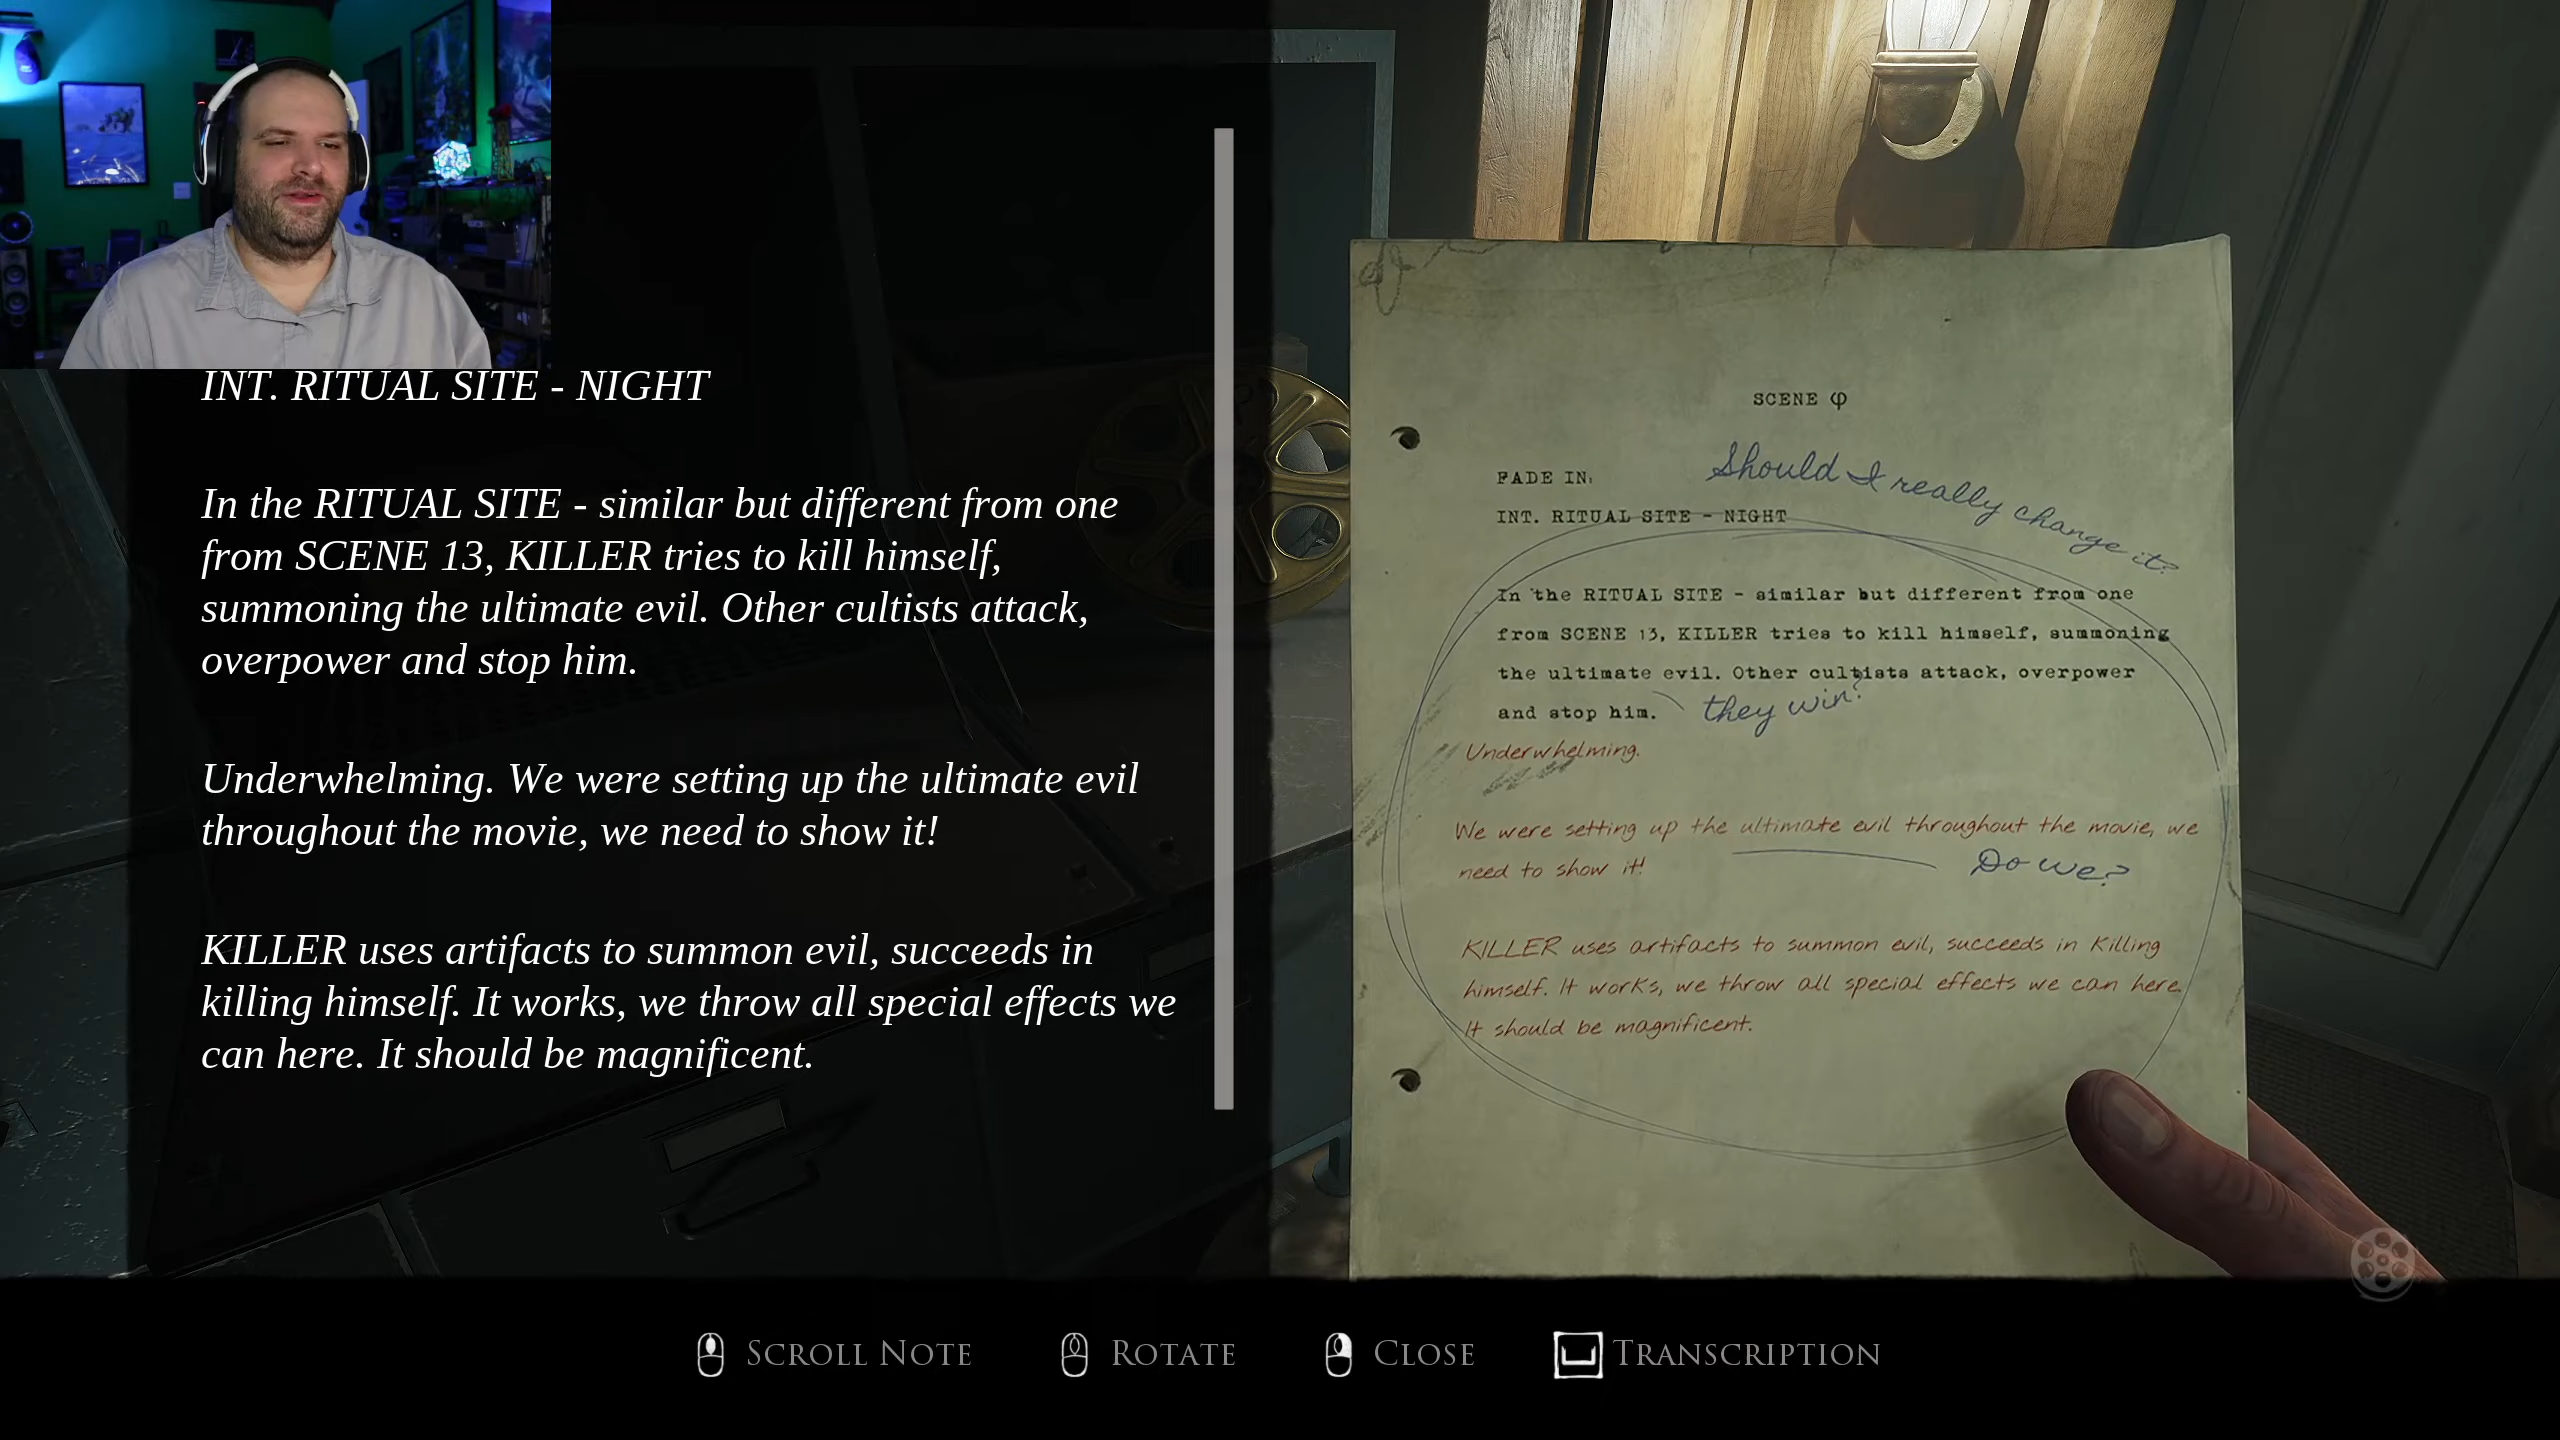 INT. RITUAL SITE - NIGHT
In the RITUAL SITE - similar but different from one
from SCENE 13, KILLER tries to kill himself,
summoning the ultimate evil. Other cultists attack,
overpower and stop him.
Underwhelming. We were setting up the ultimate evil
throughout the movie, we need to show it!
KILLER uses artifacts to summon evil, succeeds in
killing himself. It works, we throw all special effects we
can here. It should be magnificent.
SCENE φ
Should I really change it?
FADE IN:
INT. RITUAL SITE - NIGHT
In the RITUAL SITE - similar but different from one
from SCENE 13, KILLER tries to kill himself, summoning
the ultimate evil. Other cultists attack, overpower
and stop him.
they win?
Underwhelming.
We were setting up the ultimate evil throughout the movie, we
need to show it!
Do we?
KILLER uses artifacts to summon evil, succeeds in killing
himself. It works, we throw all special effects we can here.
It should be magnificent.
SCROLL NOTE
ROTATE
CLOSE
TRANSCRIPTION